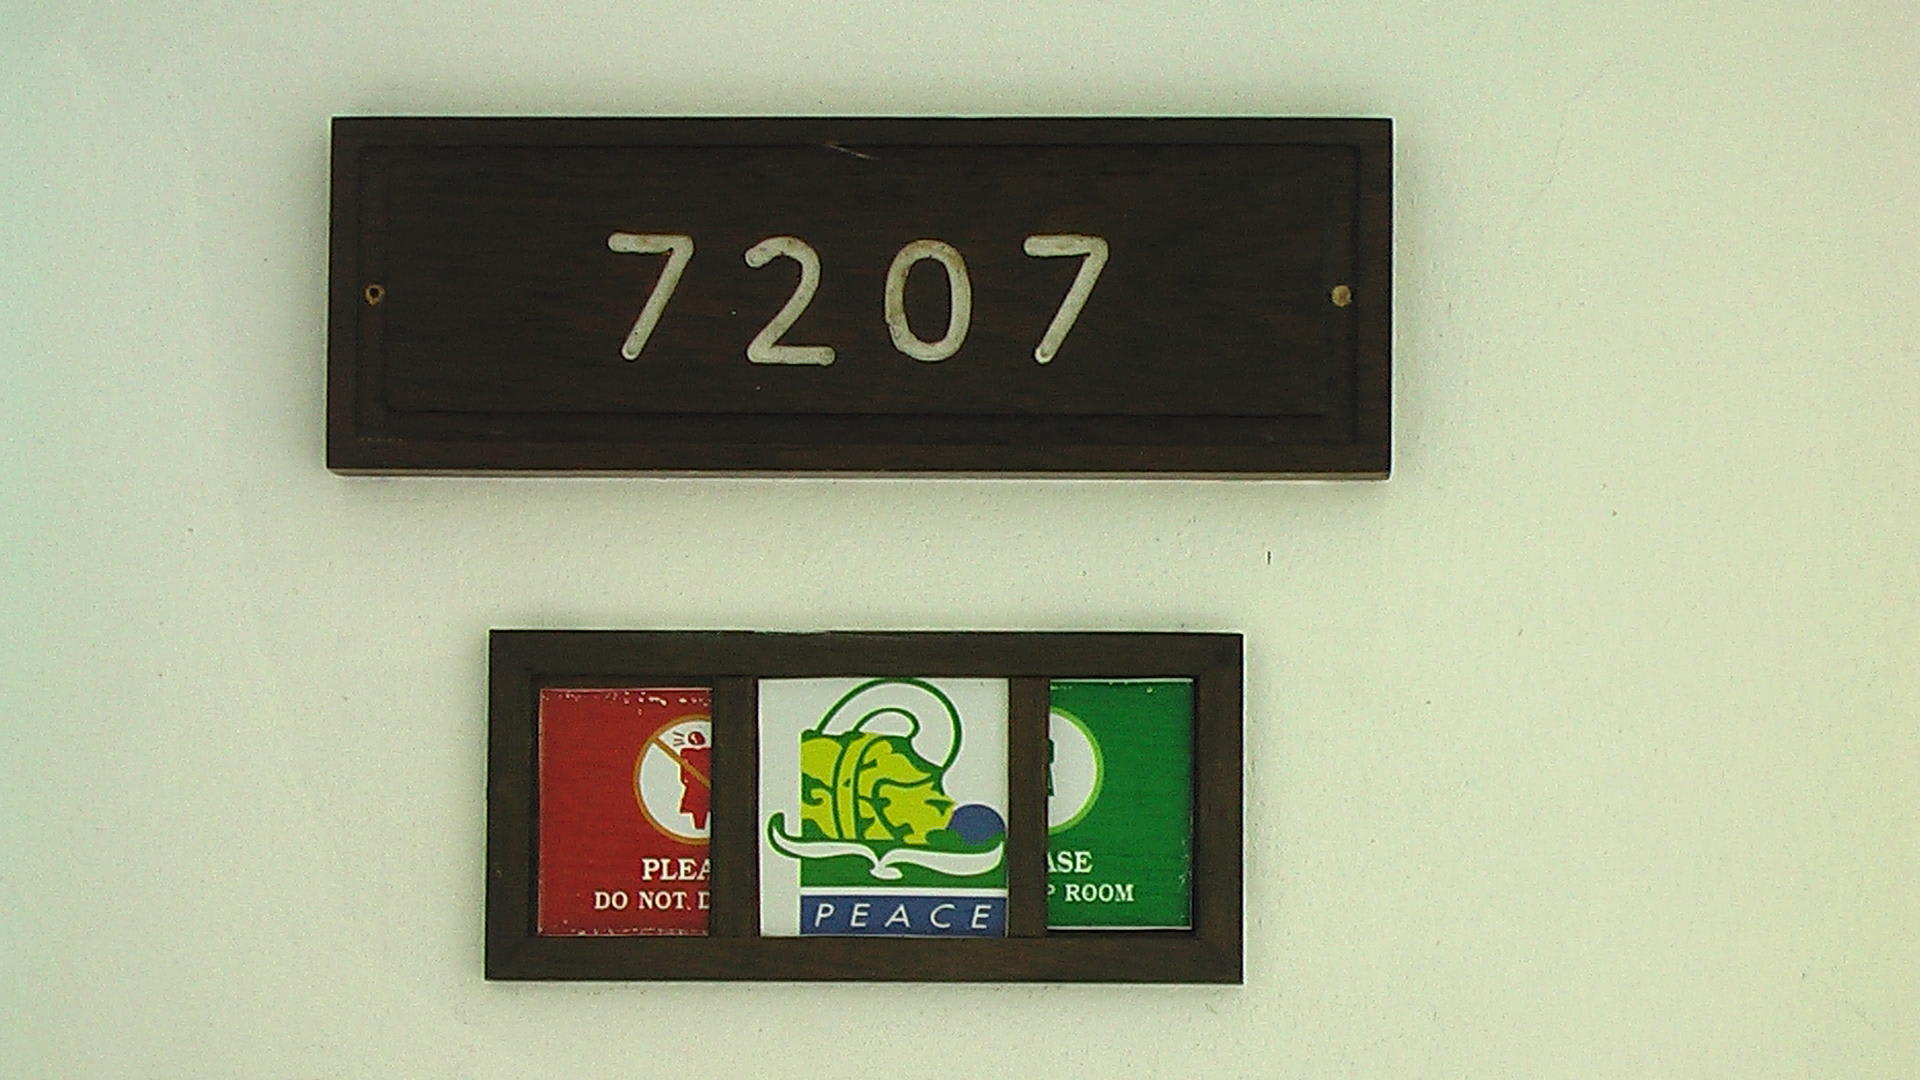 7207
PLEA
DO NOT D
PEACE
ASE
P ROOM